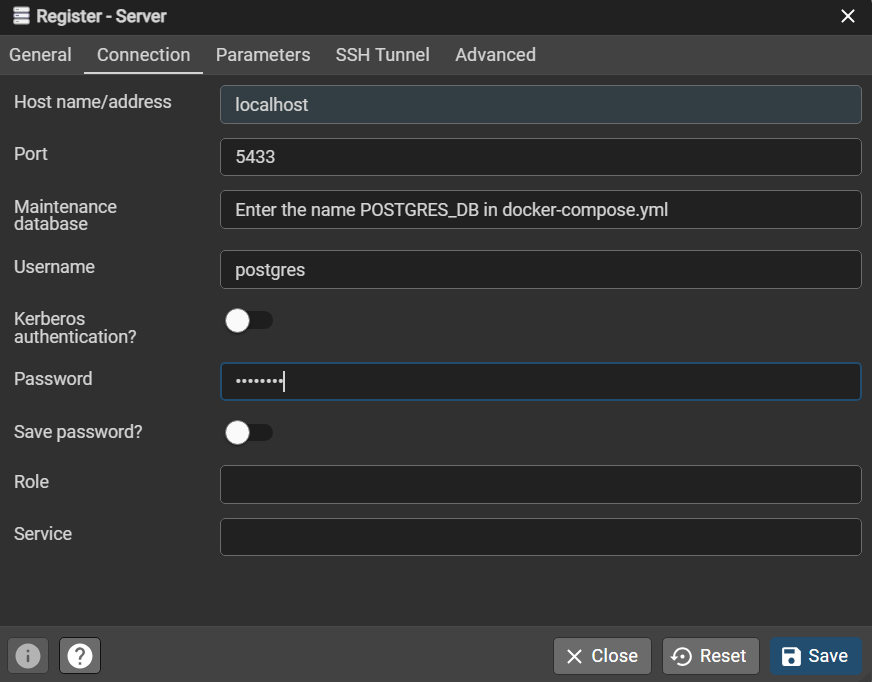 Register - Server
General Connection Parameters SSH Tunnel Advanced
Host name/address localhost
Port 5433
Maintenance
database
Enter the name POSTGRES_DB in docker-compose.yml
Username postgres
Kerberos
authentication?
Password ••••••••
Save password?
Role
Service
Close Reset Save